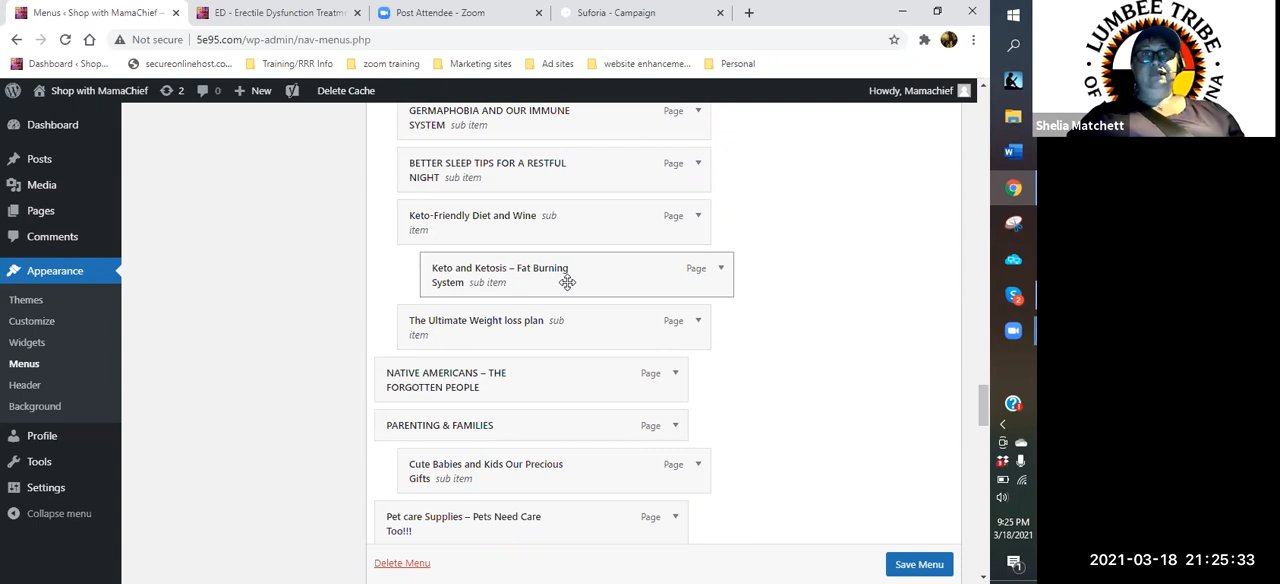 Menus < Shop with MamaChief –
ED - Erectile Dysfunction Treatm
Post Attendee - Zoom
Suforia - Campaign
Not secure
5e95.com/wp-admin/nav-menus.php
Dashboard ‹ Shop...
secureonlinehost.co...
Training/RRR Info
zoom training
Marketing sites
Ad sites
website enhanceme...
Personal
Shop with MamaChief
2
0
New
Delete Cache
Howdy, Mamachief
Dashboard
Posts
Media
Pages
Comments
Appearance
Themes
Customize
Widgets
Menus
Header
Background
Profile
Tools
Settings
Collapse menu
GERMAPHOBIA AND OUR IMMUNE
SYSTEM sub item
Page
BETTER SLEEP TIPS FOR A RESTFUL
NIGHT sub item
Page
Keto-Friendly Diet and Wine sub
item
Page
Keto and Ketosis – Fat Burning
System sub item
Page
The Ultimate Weight loss plan sub
item
Page
NATIVE AMERICANS – THE
FORGOTTEN PEOPLE
Page
PARENTING & FAMILIES
Page
Cute Babies and Kids Our Precious
Gifts sub item
Page
Pet care Supplies – Pets Need Care
Too!!!
Page
Delete Menu
Save Menu
9:25 PM
3/18/2021
LUMBEE TRIBE
OF
NA
Shelia Matchett
2021-03-18 21:25:33